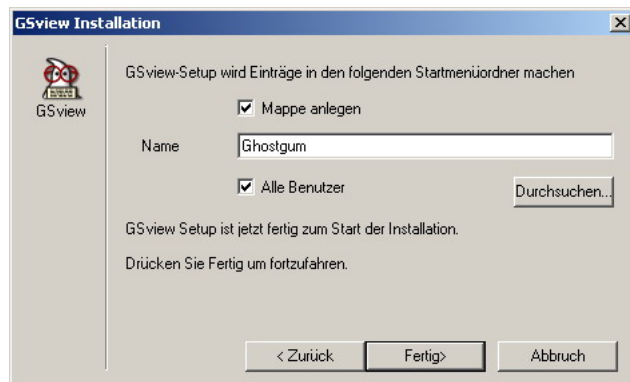 GSview Installation
GSview
GSview-Setup wird Einträge in den folgenden Startmenüordner machen
Mappe anlegen
Name Ghostgum
Alle Benutzer
Durchsuchen...
GSview Setup ist jetzt fertig zum Start der Installation.
Drücken Sie Fertig um fortzufahren.
< Zurück Fertig> Abbruch